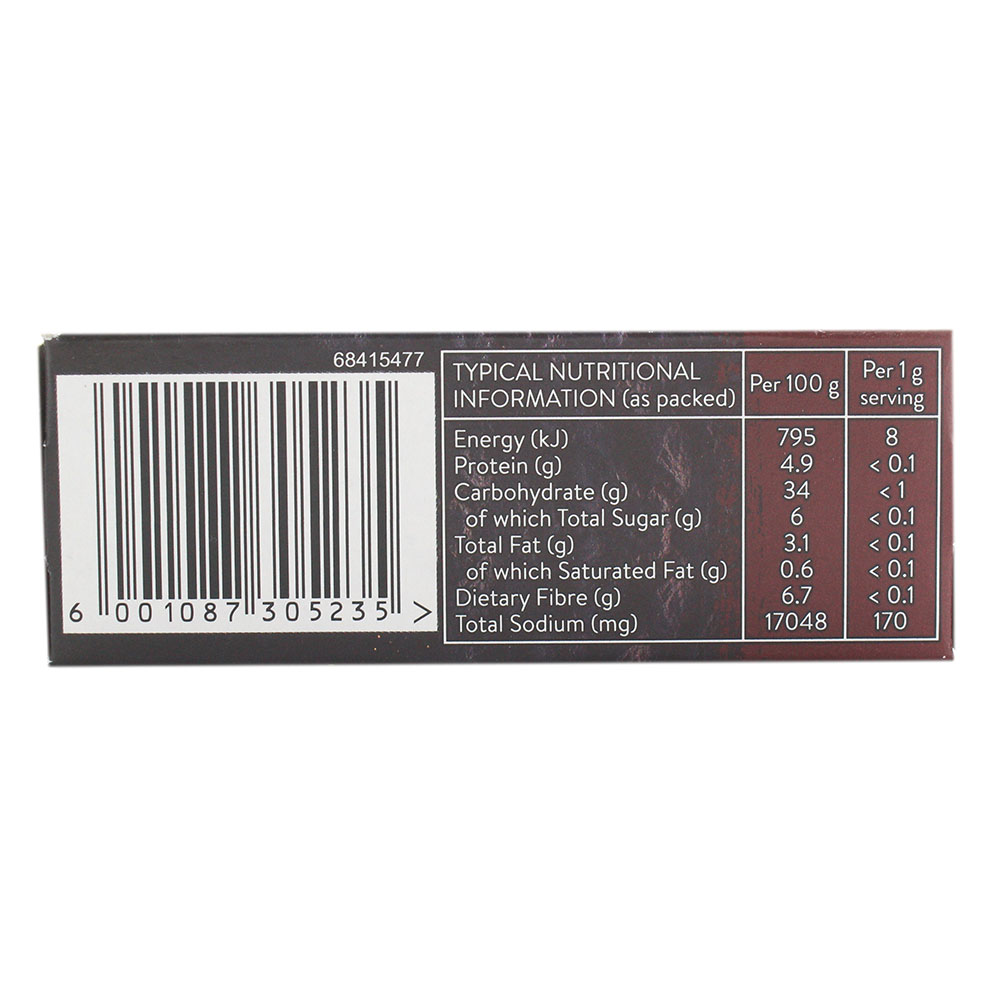 68415477
6 001087 305235 >
TYPICAL NUTRITIONAL INFORMATION (as packed) Per 100 g Per 1 g serving
Energy (kJ) 795 8
Protein (g) 4.9 < 0.1
Carbohydrate (g) 34 < 1
of which Total Sugar (g) 6 < 0.1
Total Fat (g) 3.1 < 0.1
of which Saturated Fat (g) 0.6 < 0.1
Dietary Fibre (g) 6.7 < 0.1
Total Sodium (mg) 17048 170